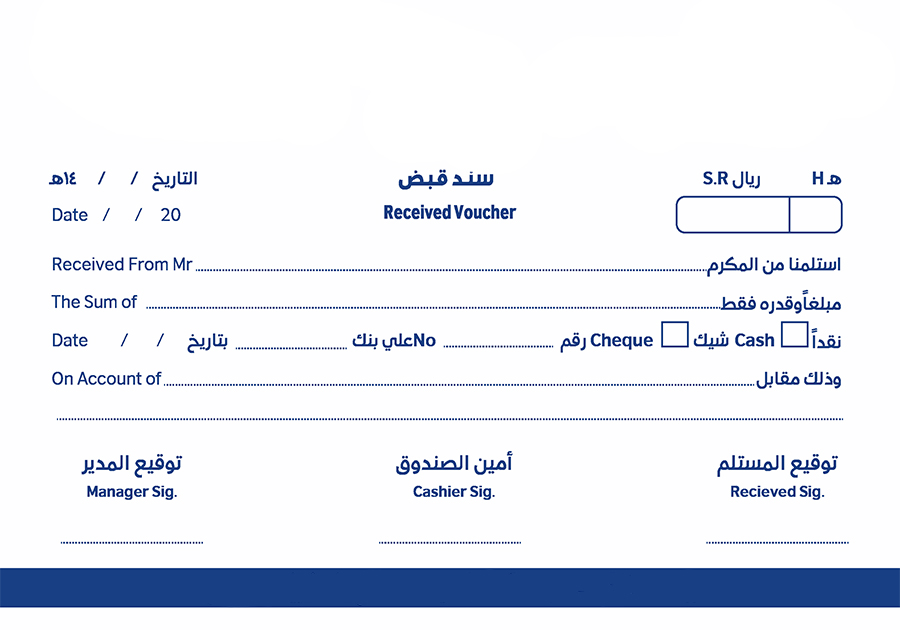 التاريخ / / ١٤هـ
سند قبض
ريال S.R
هـ H
Date / / 20
Received Voucher
Received From Mr استلمنا من المكرم
The Sum of مبلغاًوقدره فقط
نقداً Cash شيك Cheque رقم No علي بنك بتاريخ / / Date
On Account of وذلك مقابل
توقيع المدير أمين الصندوق توقيع المستلم
Manager Sig. Cashier Sig. Recieved Sig.